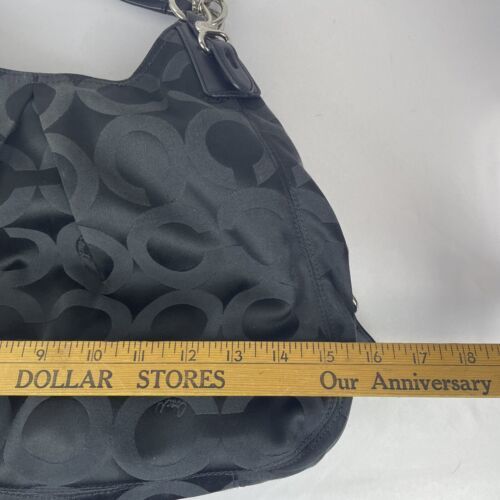 9 10 11 12 13 14 15 16 17 18
DOLLAR STORES Our Anniversary